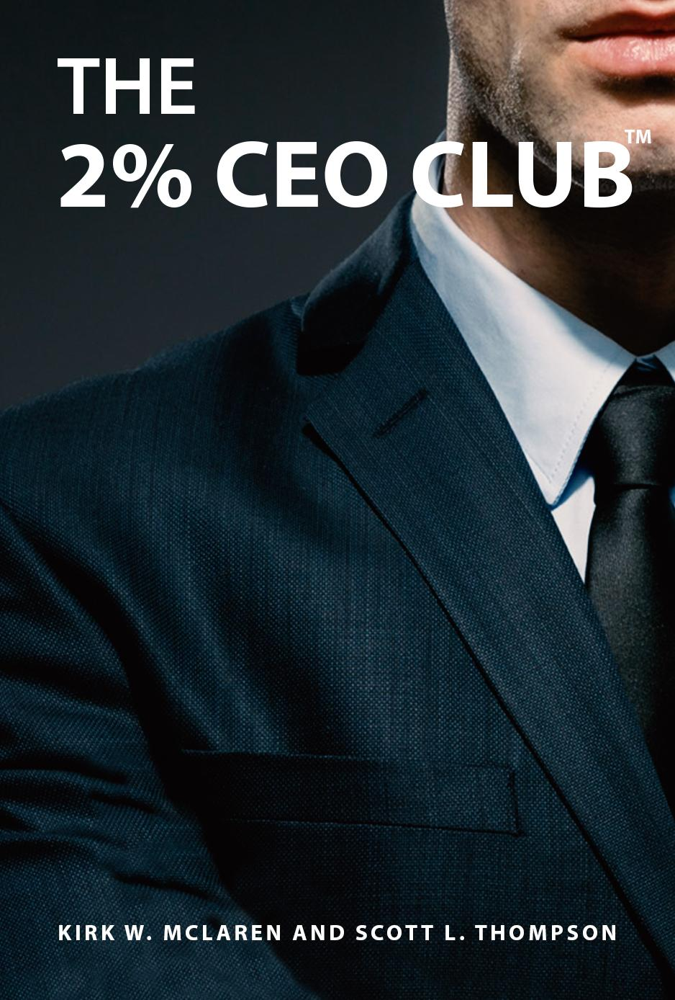 THE
2% CEO CLUB™
KIRK W. MCLAREN AND SCOTT L. THOMPSON